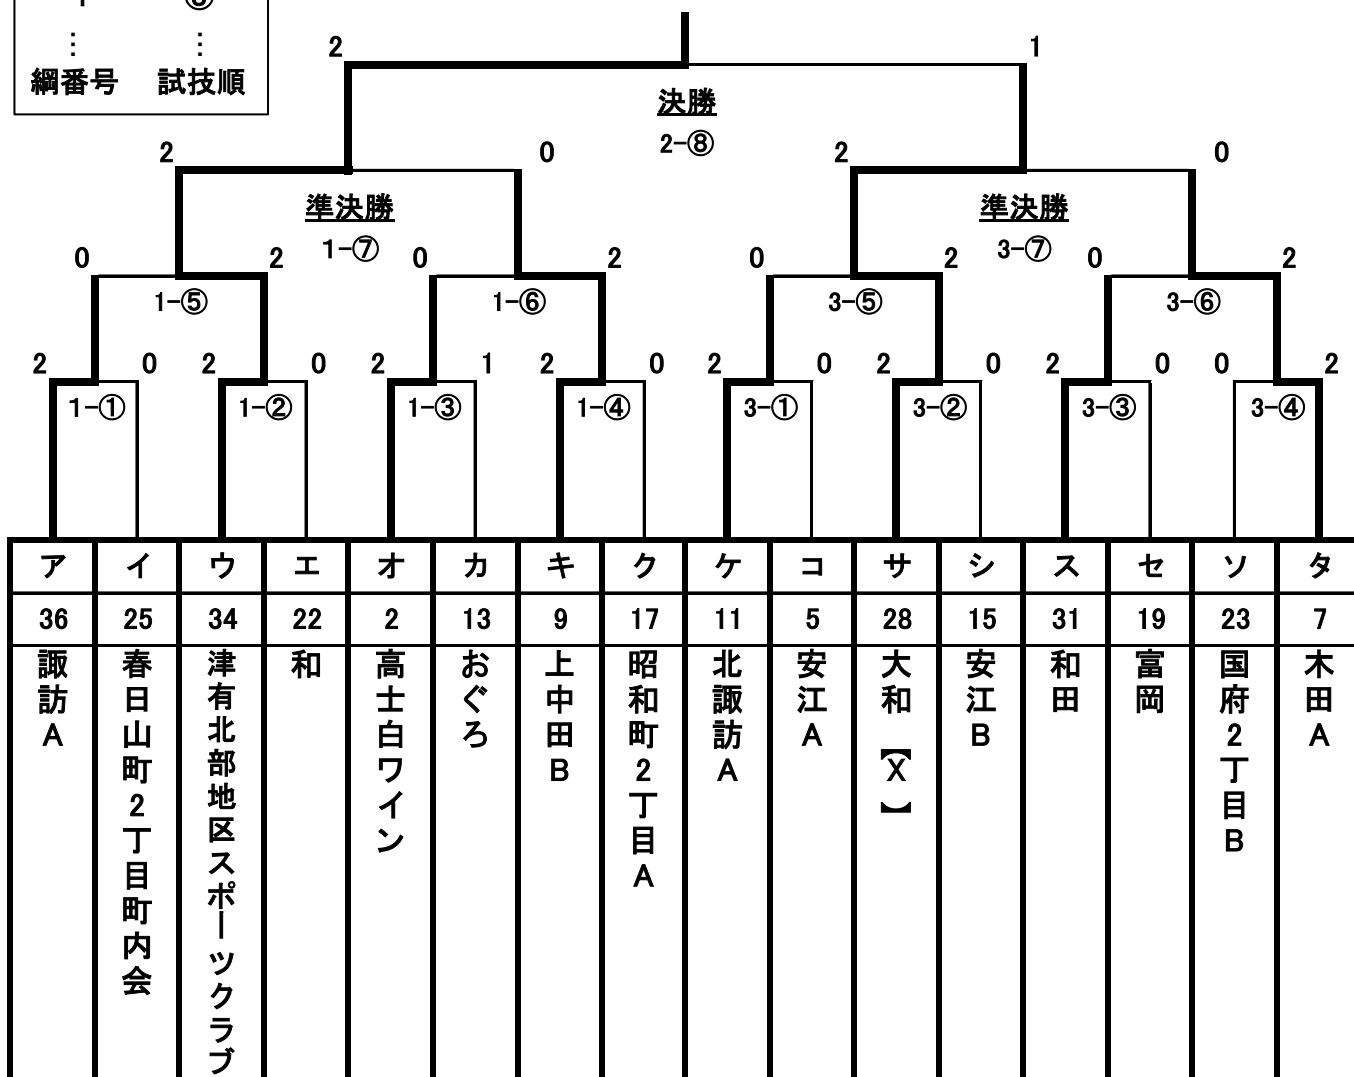 綱番号 試技順
2 1
決勝
2-⑧
2 0 2 0
準決勝 準決勝
1-⑦ 3-⑦
0 2 0 2 0 2 0 2
1-⑤ 1-⑥ 3-⑤ 3-⑥
2 0 2 0 2 1 2 0 2 0 2 0 2 0 0 2
1-① 1-② 1-③ 1-④ 3-① 3-② 3-③ 3-④
ア イ ウ エ オ カ キ ク ケ コ サ シ ス セ ソ タ
36 25 34 22 2 13 9 17 11 5 28 15 31 19 23 7
諏訪A
春日山町2丁目町内会
津有北部地区スポーツクラブ
和
高士白ワイン
おぐろ
上中田B
昭和町2丁目A
北諏訪A
安江A
大和 【X】
安江B
和田
富岡
国府2丁目B
木田A